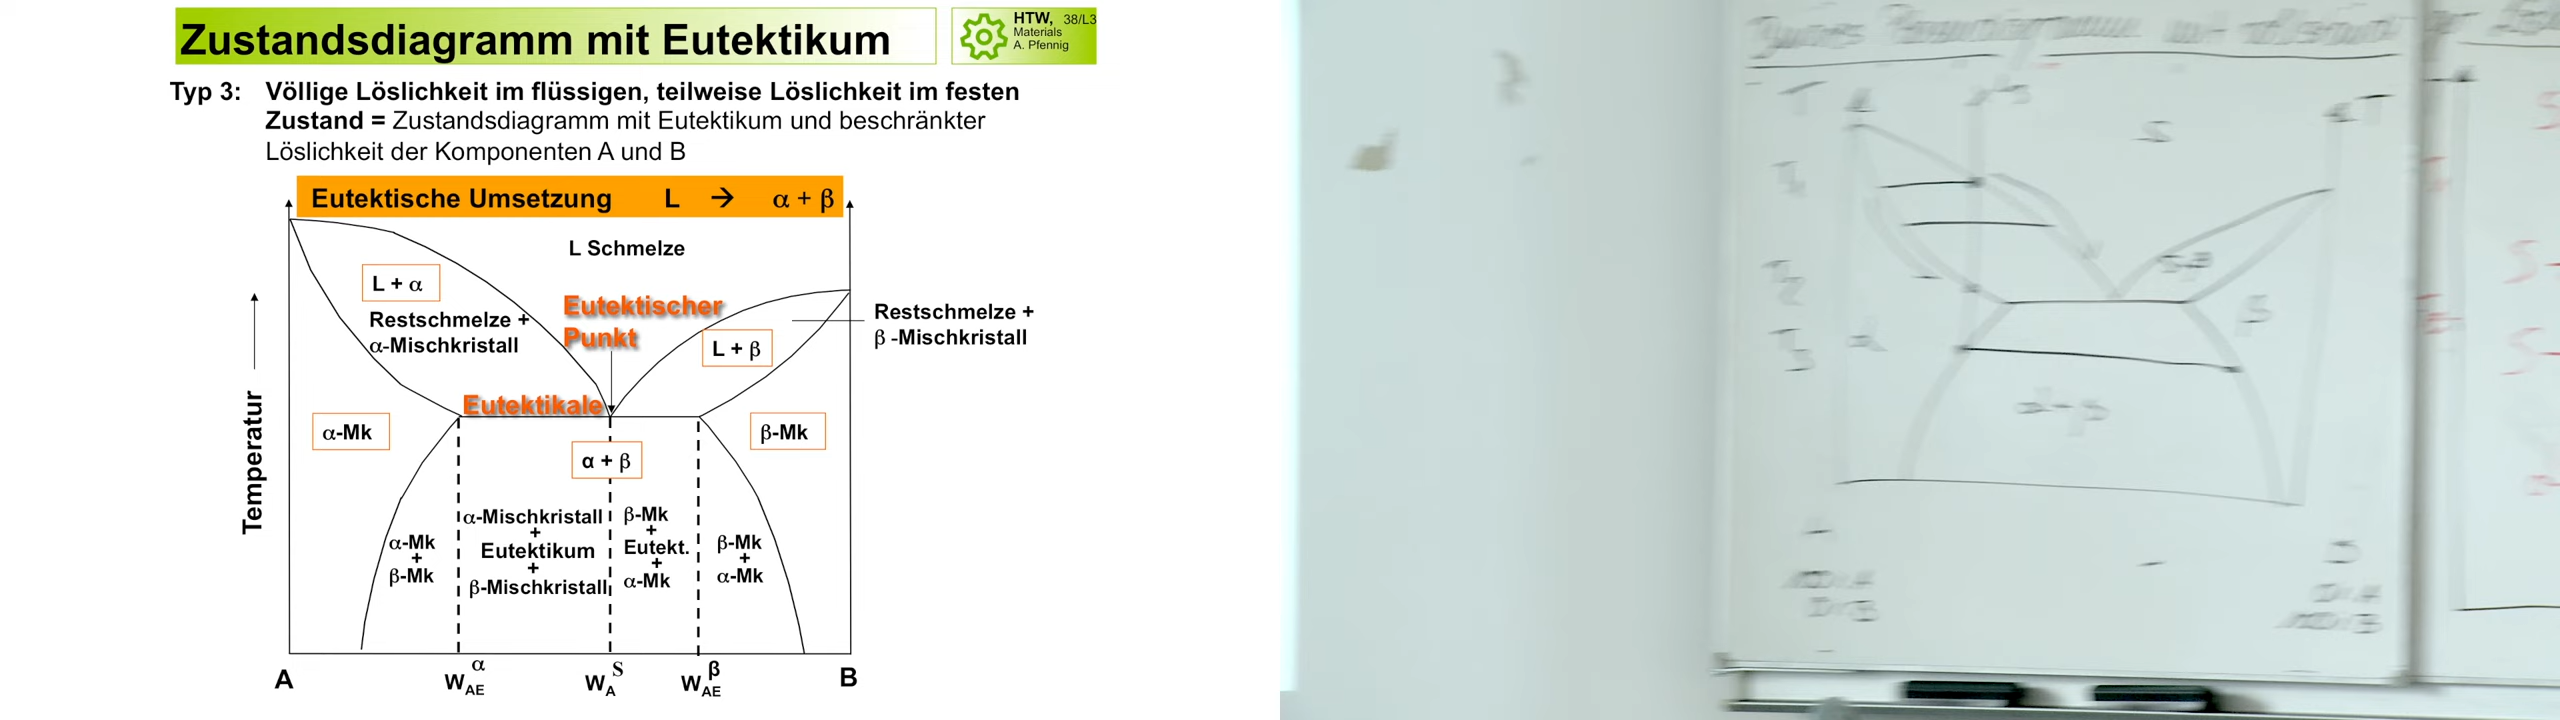 Zustandsdiagramm mit Eutektikum
HTW, 38/L3
Materials
A. Pfennig
Typ 3: Völlige Löslichkeit im flüssigen, teilweise Löslichkeit im festen
Zustand = Zustandsdiagramm mit Eutektikum und beschränkter
Löslichkeit der Komponenten A und B
Eutektische Umsetzung L → α + β
L Schmelze
L + α
Restschmelze +
α-Mischkristall
Eutektischer
Punkt
L + β
Restschmelze +
β -Mischkristall
Eutektikale
Temperatur
α-Mk
β-Mk
α + β
α-Mk
+
β-Mk
α-Mischkristall
+
Eutektikum
+
β-Mischkristall
β-Mk
+
Eutekt.
+
α-Mk
β-Mk
+
α-Mk
A
W AE α
W A S
W AE β
B
S
α
β
α+β